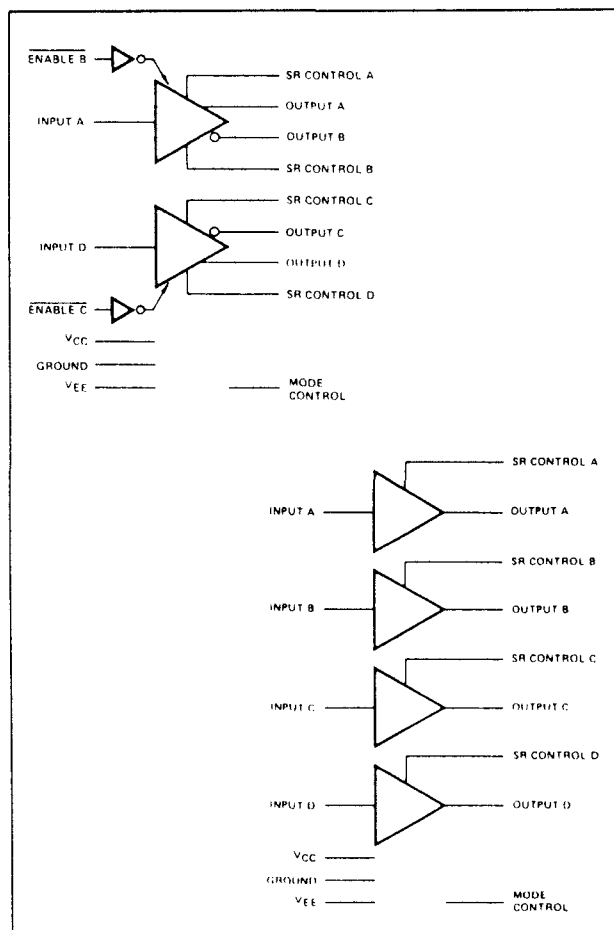 ENABLE B
SR CONTROL A
OUTPUT A
INPUT A
OUTPUT B
SR CONTROL B
SR CONTROL C
OUTPUT C
INPUT D
OUTPUT D
SR CONTROL D
ENABLE C
VCC
GROUND
VEE
MODE
CONTROL
SR CONTROL A
INPUT A
OUTPUT A
SR CONTROL B
INPUT B
OUTPUT B
SR CONTROL C
INPUT C
OUTPUT C
SR CONTROL D
INPUT D
OUTPUT D
VCC
GROUND
VEE
MODE
CONTROL